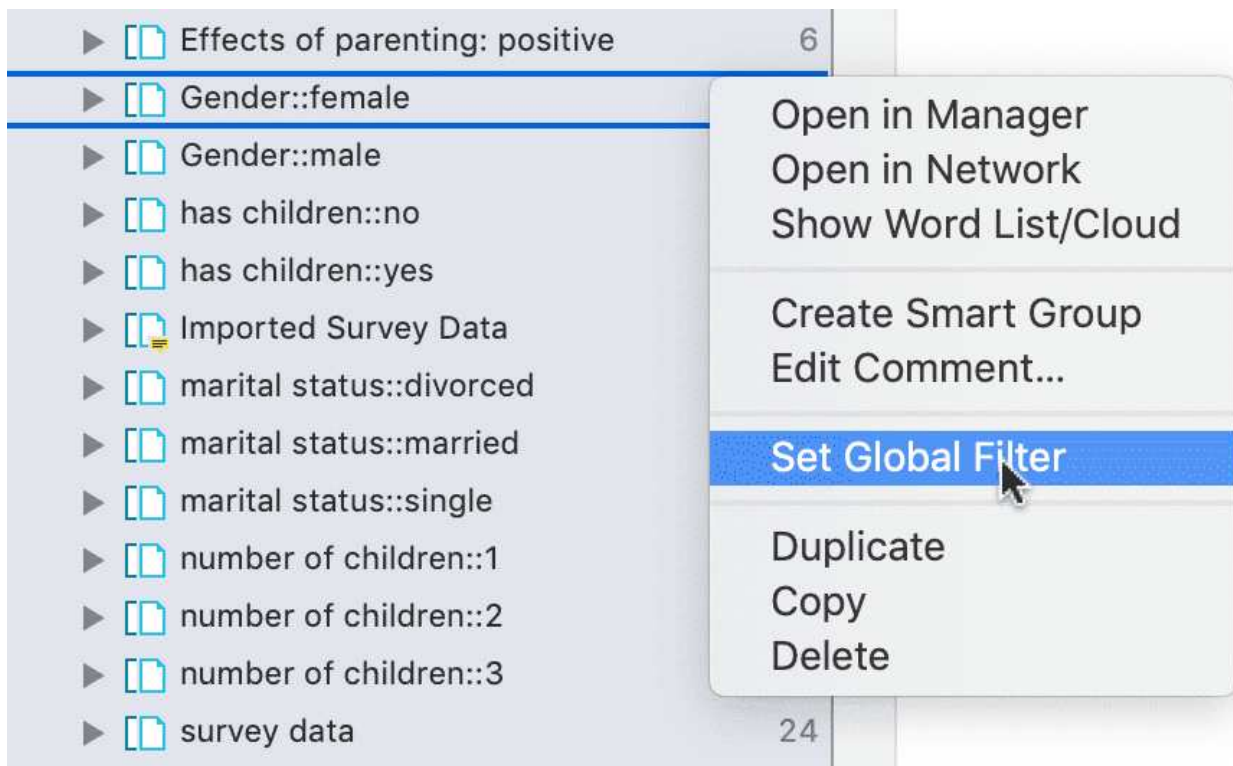 Effects of parenting: positive 6
Gender::female
Gender::male
has children::no
has children::yes
Imported Survey Data
marital status::divorced
marital status::married
marital status::single
number of children::1
number of children::2
number of children::3
survey data 24
Open in Manager
Open in Network
Show Word List/Cloud
Create Smart Group
Edit Comment...
Set Global Filter
Duplicate
Copy
Delete